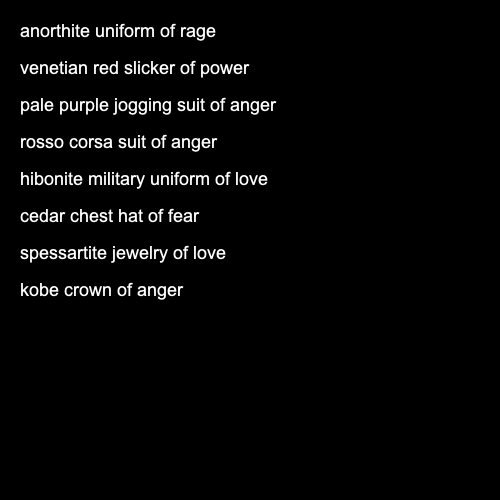 anorthite uniform of rage
venetian red slicker of power
pale purple jogging suit of anger
rosso corsa suit of anger
hibonite military uniform of love
cedar chest hat of fear
spessartite jewelry of love
kobe crown of anger